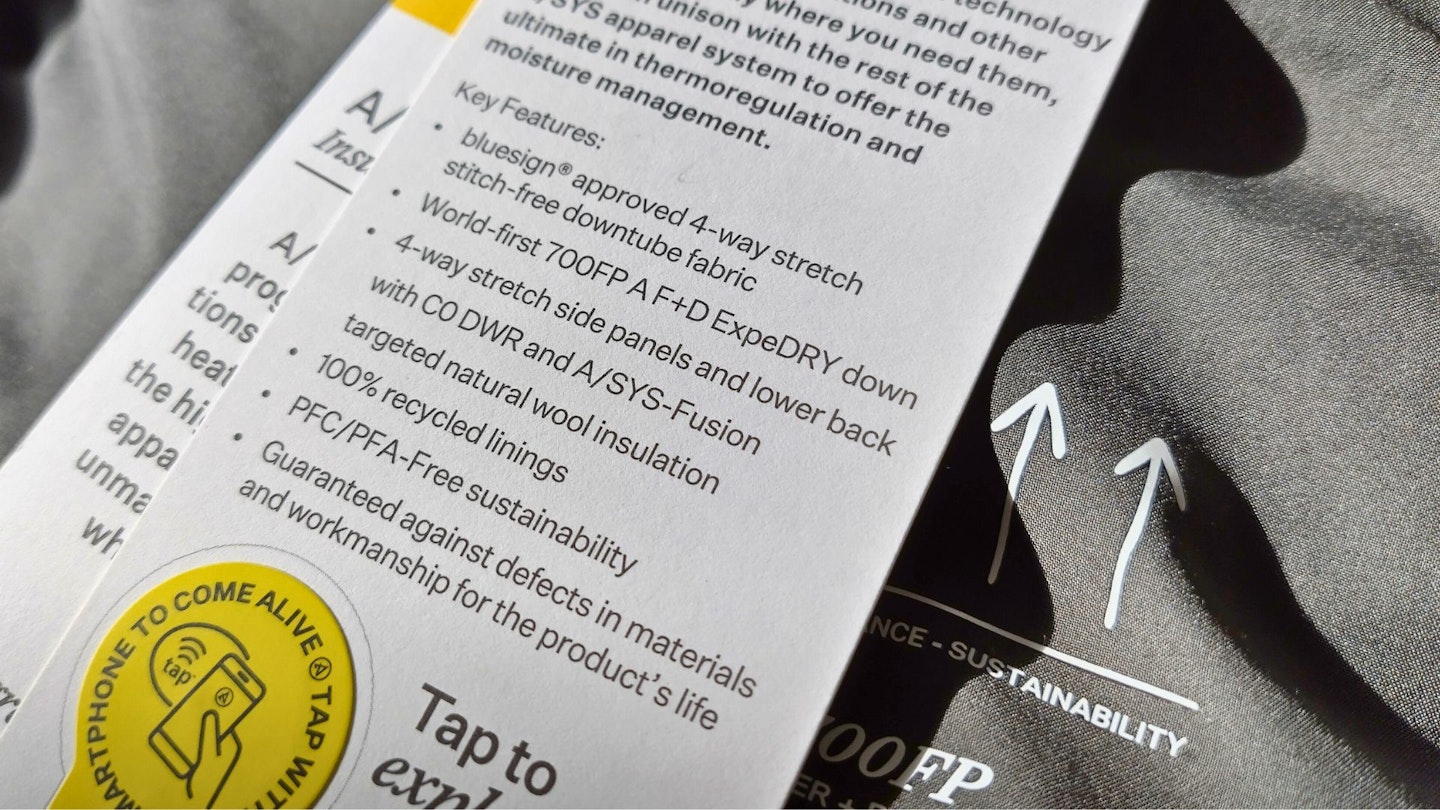 technology
tions and other
where you need them,
unison with the rest of the
/SYS apparel system to offer the
ultimate in thermoregulation and
moisture management.
Key Features:
• bluesign® approved 4-way stretch
stitch-free downtube fabric
• World-first 700FP A F+D ExpeDRY down
• 4-way stretch side panels and lower back
with C0 DWR and A/SYS-Fusion
targeted natural wool insulation
• 100% recycled linings
• PFC/PFA-Free sustainability
• Guaranteed against defects in materials
and workmanship for the product's life
Tap to
expl
SMARTPHONE TO COME ALIVE TAP WITH
tap
A/
Insu
A/
prog
tions
heat
the hi
appa
unma
wh
NCE - SUSTAINABILITY
700FP
ER +